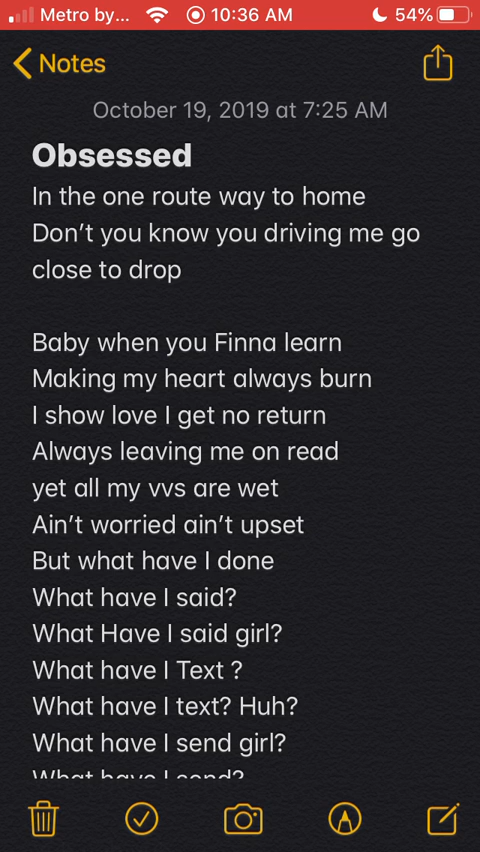 Metro by... 10:36 AM 54%
Notes
October 19, 2019 at 7:25 AM
Obsessed
In the one route way to home
Don’t you know you driving me go
close to drop
Baby when you Finna learn
Making my heart always burn
I show love I get no return
Always leaving me on read
yet all my vvs are wet
Ain’t worried ain’t upset
But what have I done
What have I said?
What Have I said girl?
What have I Text ?
What have I text? Huh?
What have I send girl?
What have I send?